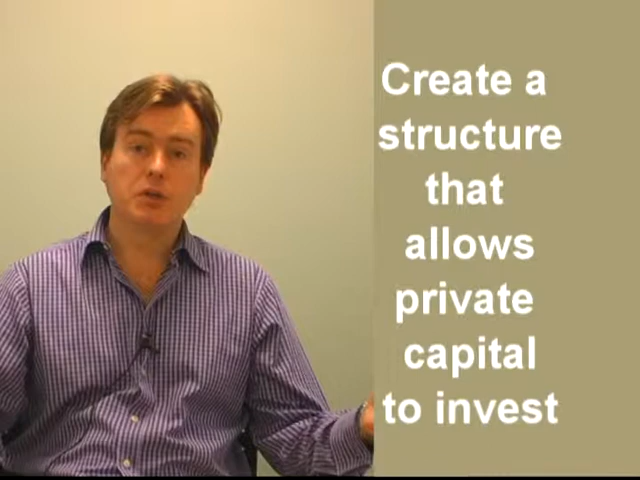 Create a
structure
that
allows
private
capital
to invest